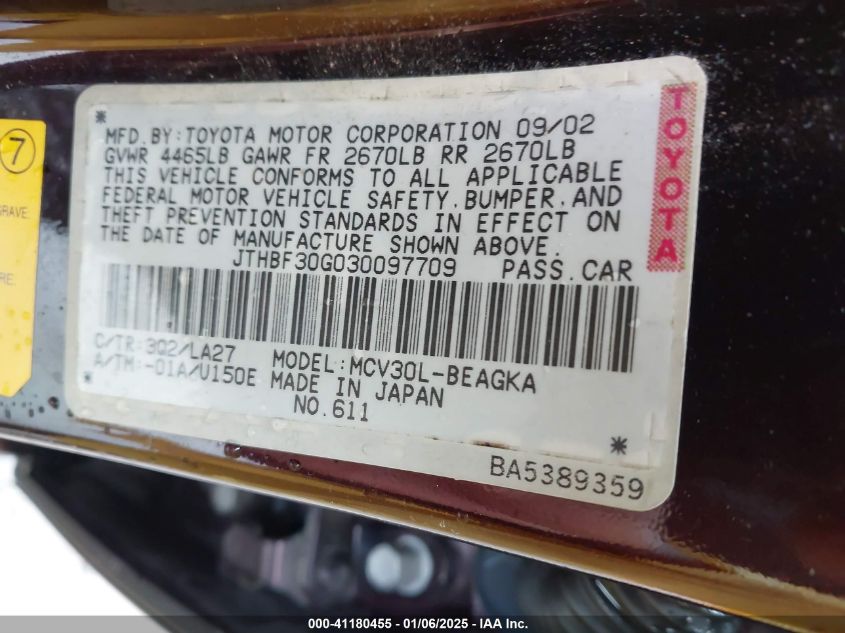 *
MFD. BY: TOYOTA MOTOR CORPORATION 09/02
GVWR 4465LB GAWR FR 2670LB RR 2670LB
THIS VEHICLE CONFORMS TO ALL APPLICABLE
FEDERAL MOTOR VEHICLE SAFETY, BUMPER, AND
THEFT PREVENTION STANDARDS IN EFFECT ON
THE DATE OF MANUFACTURE SHOWN ABOVE.
JTHBF30G030097709 PASS. CAR
C/TR: 3Q2/LA27 MODEL: MCV30L-BEAGKA
A/TM: -01A/U150E MADE IN JAPAN
NO. 611
*
BA5389359
TOYOTA
7
GRAVE
RE.
000-41180455 | 01/06/2025 - IAA Inc.